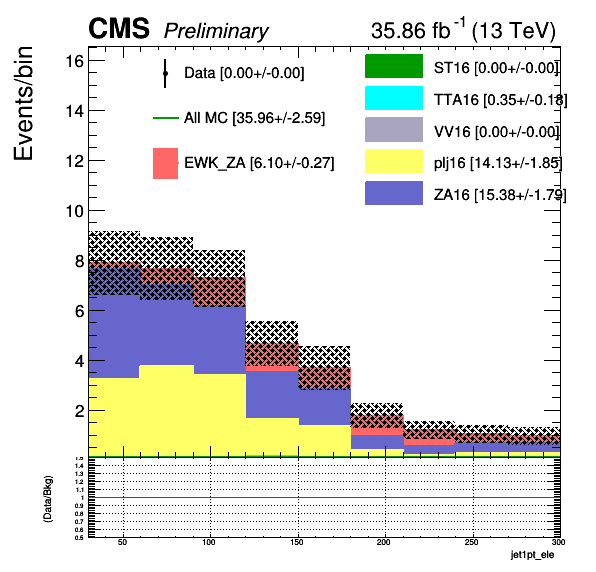 CMS Preliminary 35.86 fb⁻¹ (13 TeV)
Events/bin
Data [0.00+/-0.00]
All MC [35.96+/-2.59]
EWK_ZA [6.10+/-0.27]
ST16 [0.00+/-0.00]
TTA16 [0.35+/-0.18]
VV16 [0.00+/-0.00]
plj16 [14.13+/-1.85]
ZA16 [15.38+/-1.79]
16
14
12
10
8
6
4
2
(Data/Bkg)
1.5
1.4
1.3
1.2
1.1
1
0.9
0.8
0.7
0.6
0.5
50 100 150 200 250 300
jet1pt_ele